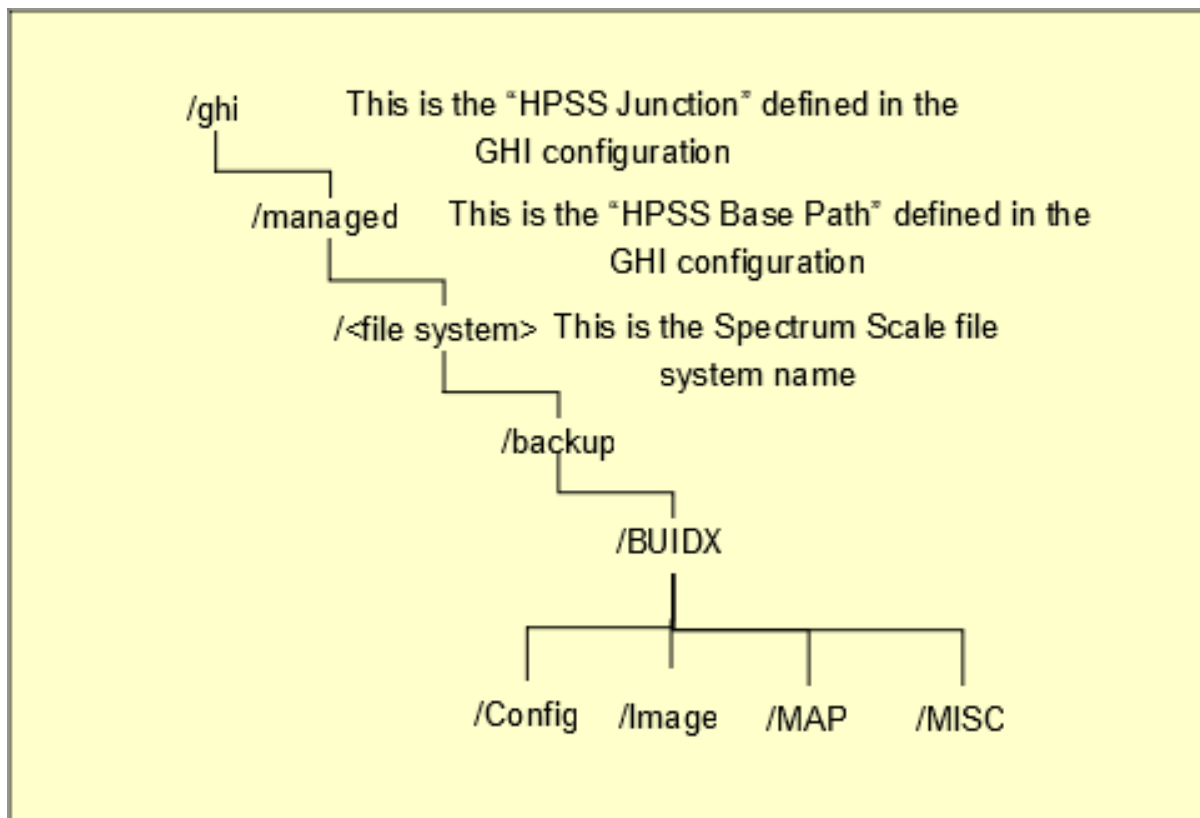 /ghi This is the “HPSS Junction” defined in the
GHI configuration
/managed This is the “HPSS Base Path” defined in the
GHI configuration
/<file system> This is the Spectrum Scale file
system name
/backup
/BUIDX
/Config /Image /MAP /MISC